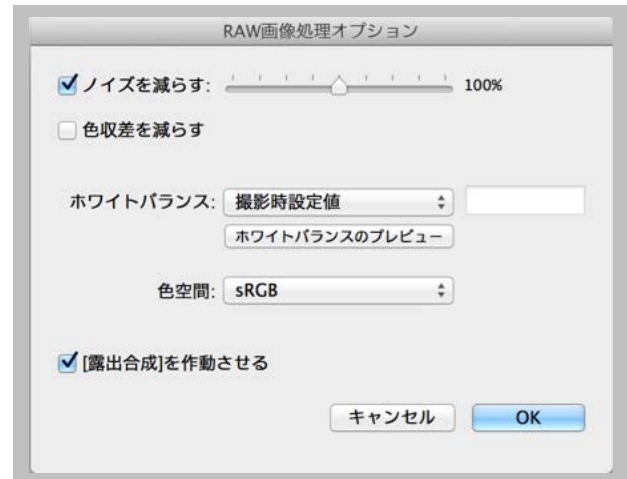 RAW画像処理オプション
ノイズを減らす: 100%
色収差を減らす
ホワイトバランス: 撮影時設定値
ホワイトバランスのプレビュー
色空間: sRGB
[露出合成]を作動させる
キャンセル OK